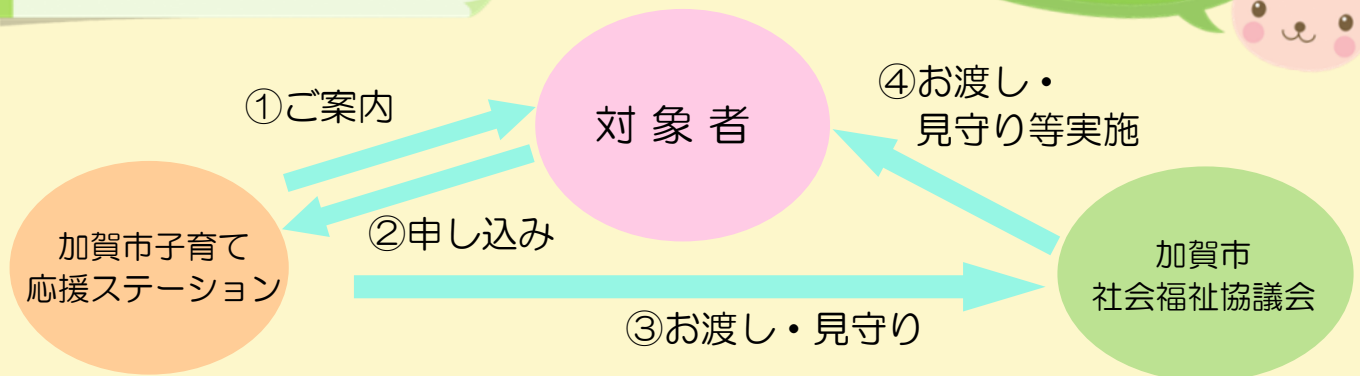 ①ご案内
対象者
④お渡し・
見守り等実施
②申し込み
加賀市子育て
応援ステーション
加賀市
社会福祉協議会
③お渡し・見守り